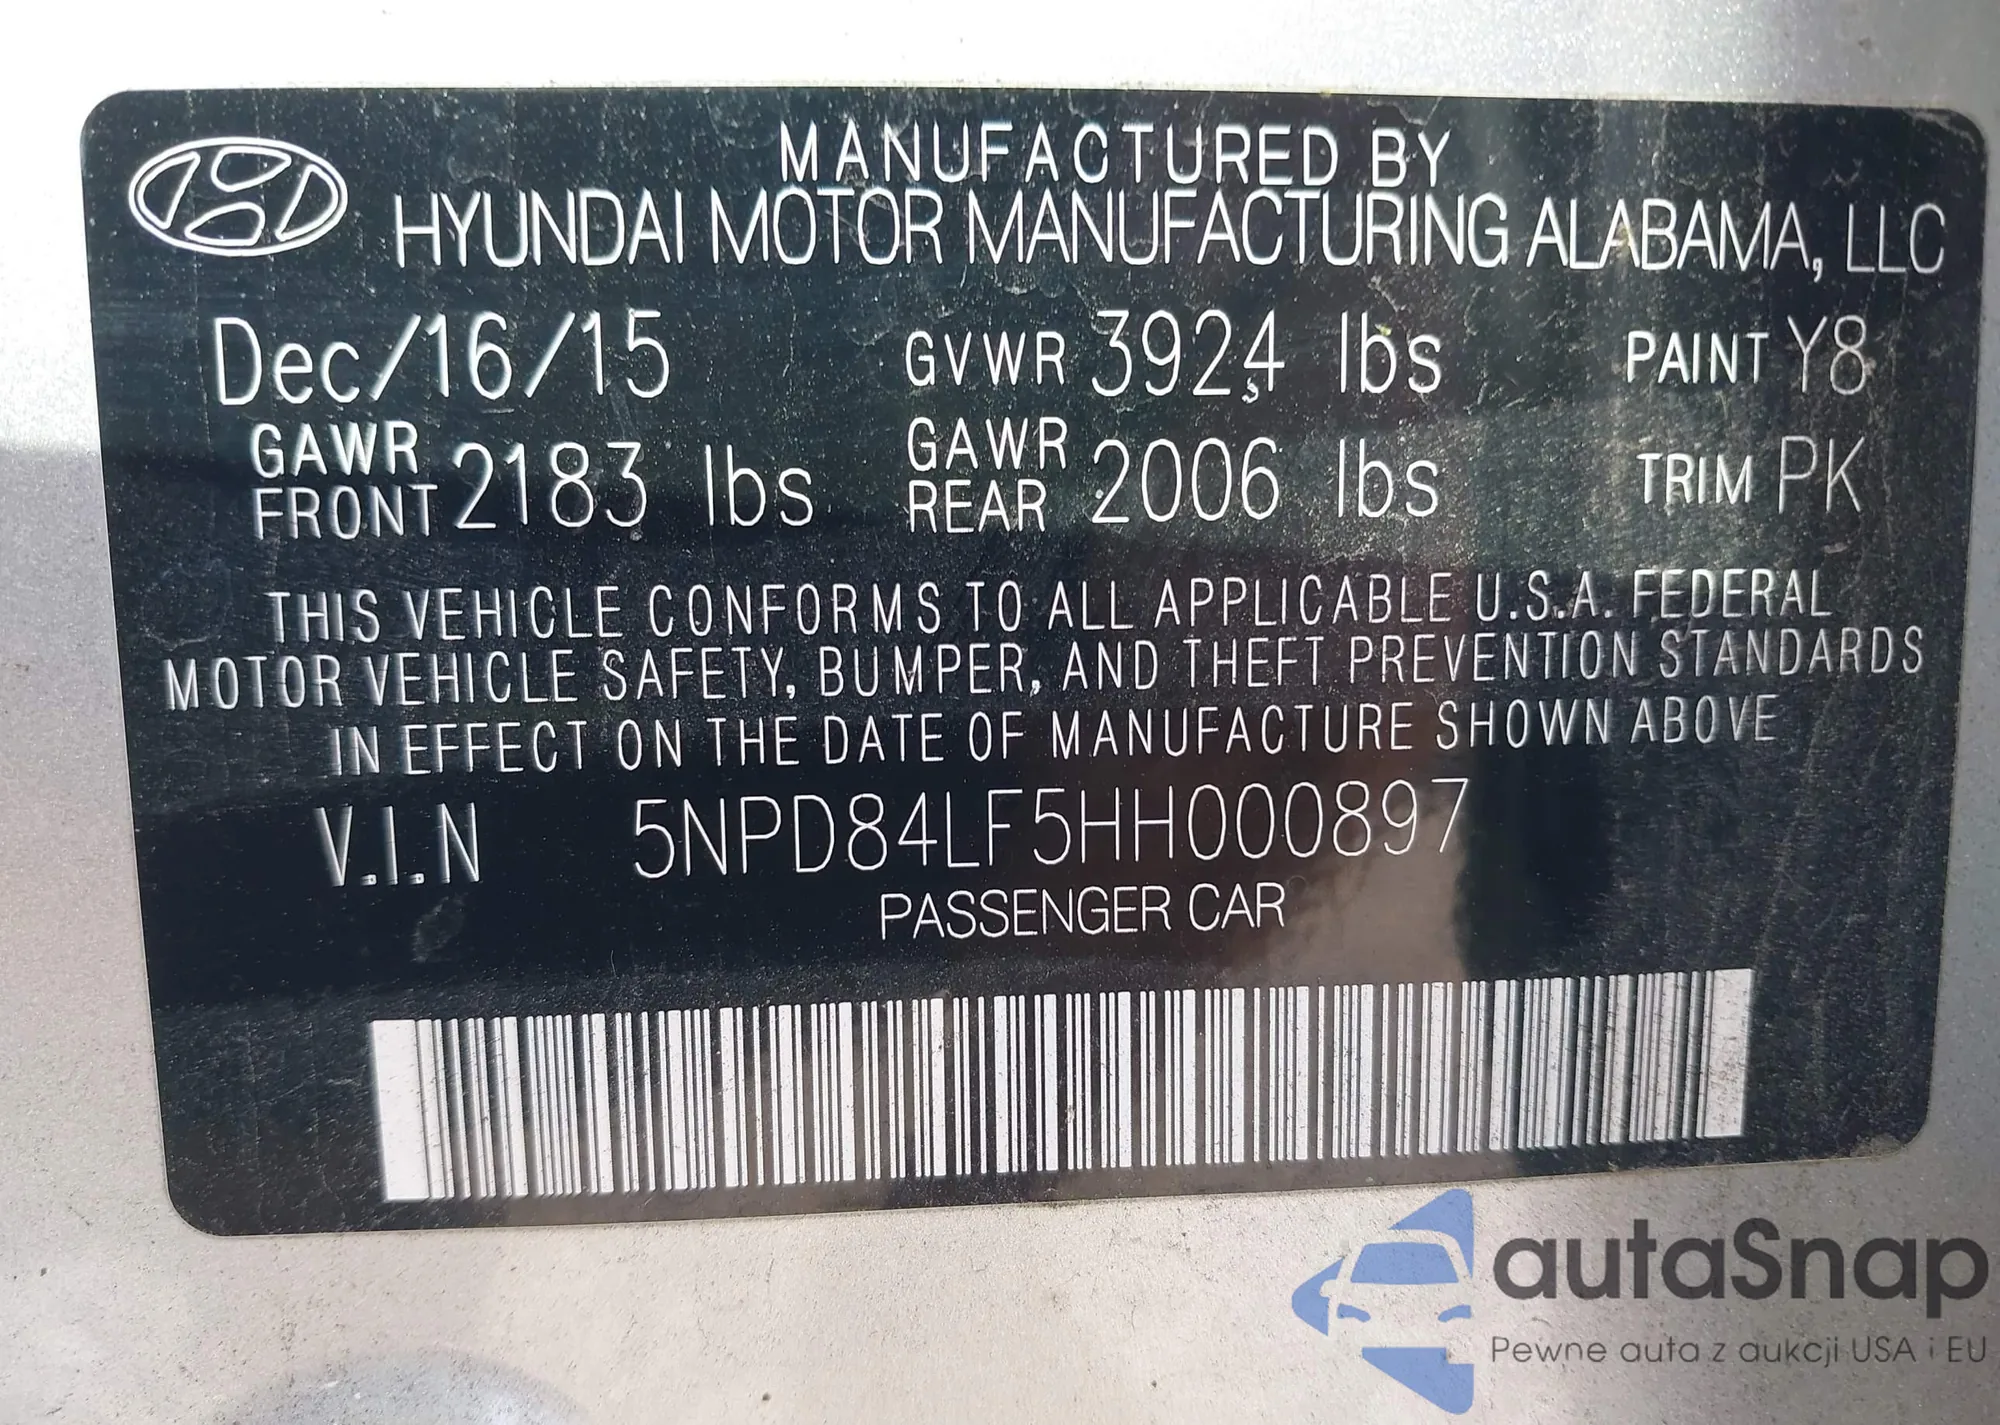 MANUFACTURED BY
HYUNDAI MOTOR MANUFACTURING ALABAMA, LLC
Dec/16/15 GVWR 3924 lbs PAINT Y8
GAWR FRONT 2183 lbs GAWR REAR 2006 lbs TRIM PK
THIS VEHICLE CONFORMS TO ALL APPLICABLE U.S.A. FEDERAL
MOTOR VEHICLE SAFETY, BUMPER, AND THEFT PREVENTION STANDARDS
IN EFFECT ON THE DATE OF MANUFACTURE SHOWN ABOVE
V.I.N 5NPD84LF5HH000897
PASSENGER CAR
autaSnap
Pewne auta z aukcji USA i EU